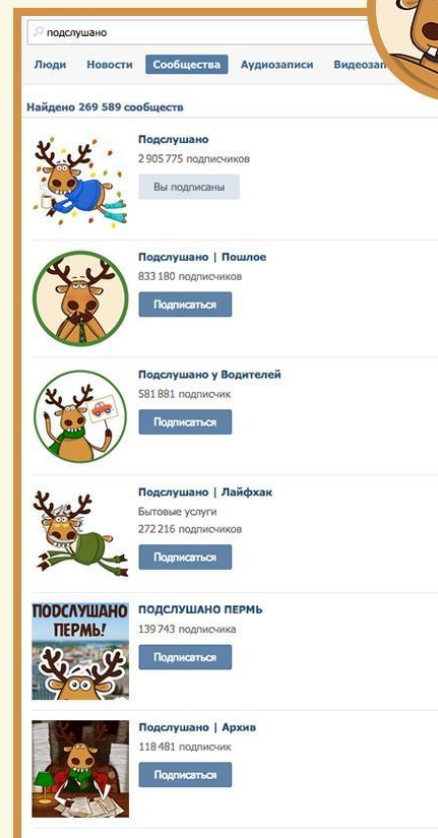 подслушано
Люди Новости Сообщества Аудиозаписи
Найдено 269 589 сообществ
Подслушано
2 905 775 подписчиков
Вы подписаны
Подслушано | Пошлое
833 180 подписчиков
Подписаться
Подслушано у Водителей
581 881 подписчик
Подписаться
Подслушано | Лайфхак
Бытовые услуги
272 216 подписчиков
Подписаться
ПОДСЛУШАНО
ПЕРМЬ!
ПОДСЛУШАНО ПЕРМЬ
139 743 подписчика
Подписаться
Подслушано | Архив
118 481 подписчик
Подписаться